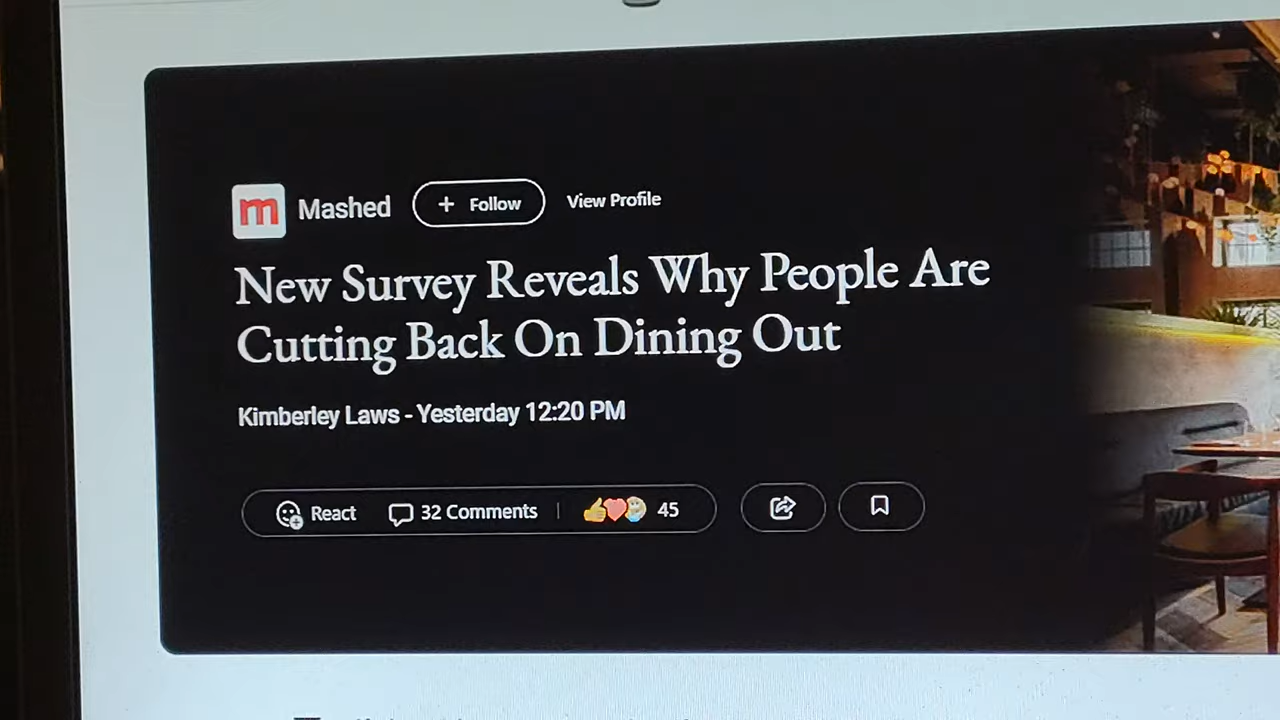 m Mashed + Follow View Profile
New Survey Reveals Why People Are
Cutting Back On Dining Out
Kimberley Laws - Yesterday 12:20 PM
React 32 Comments 45